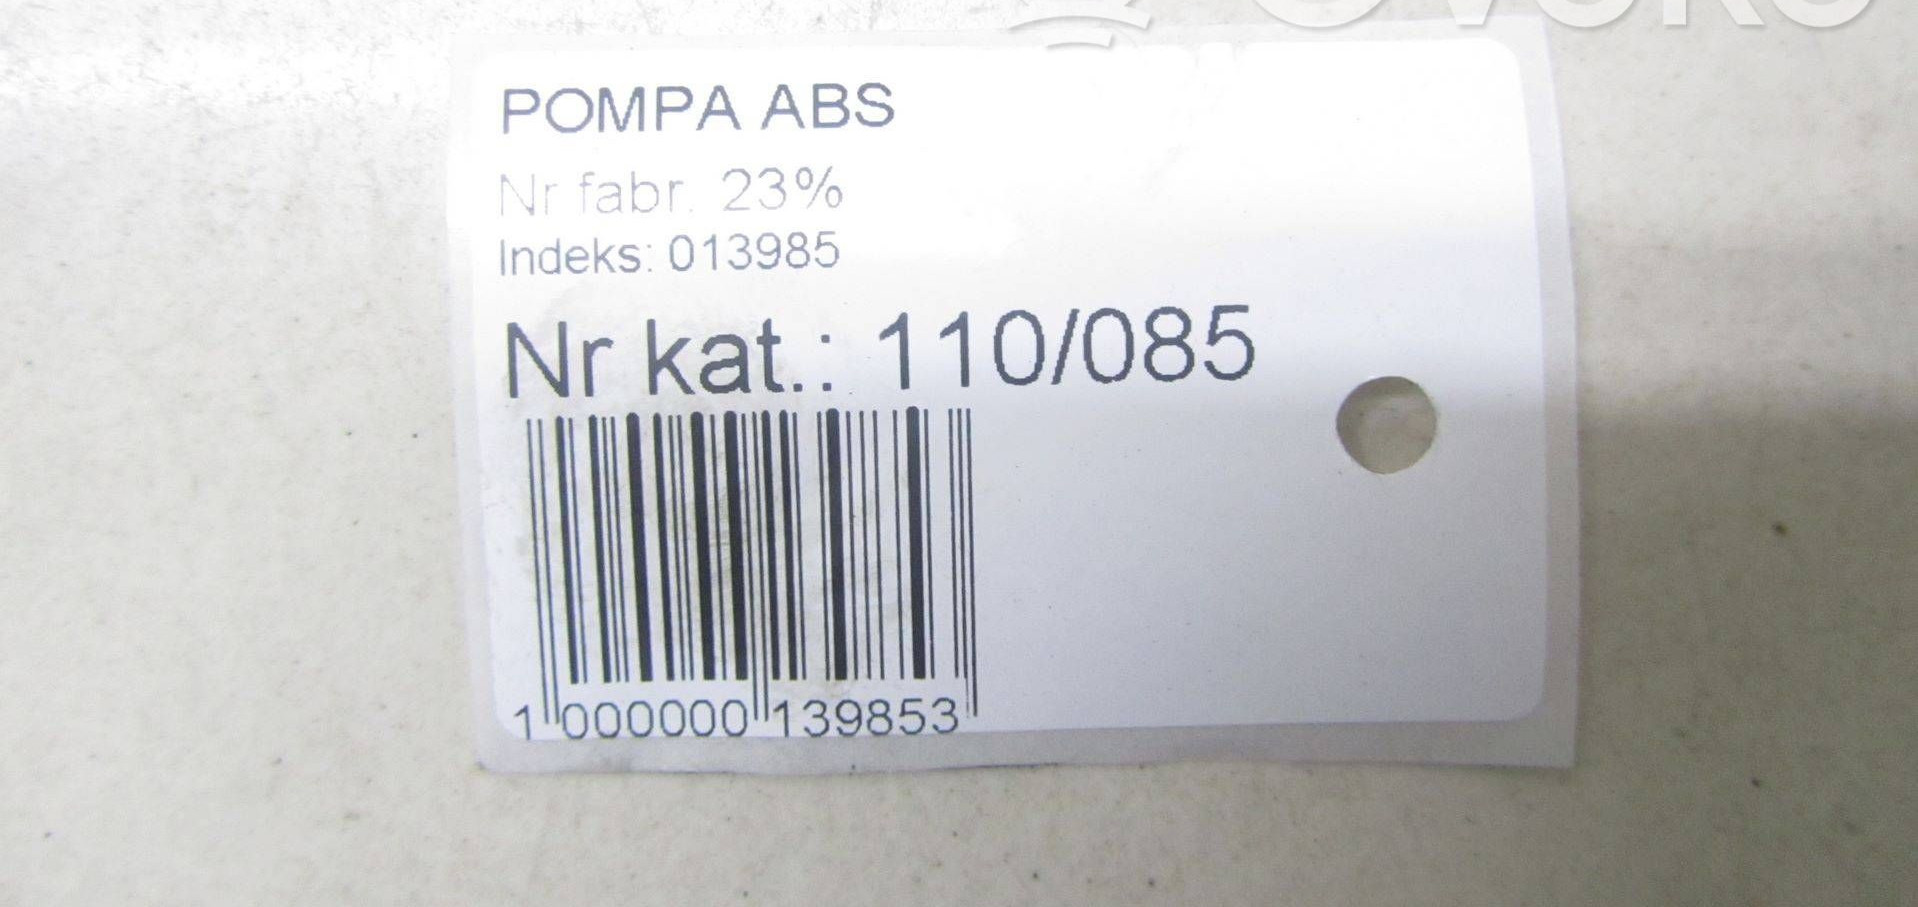 POMPA ABS
Nr fabr. 23%
Indeks: 013985
Nr kat.: 110/085
1 000000 139853